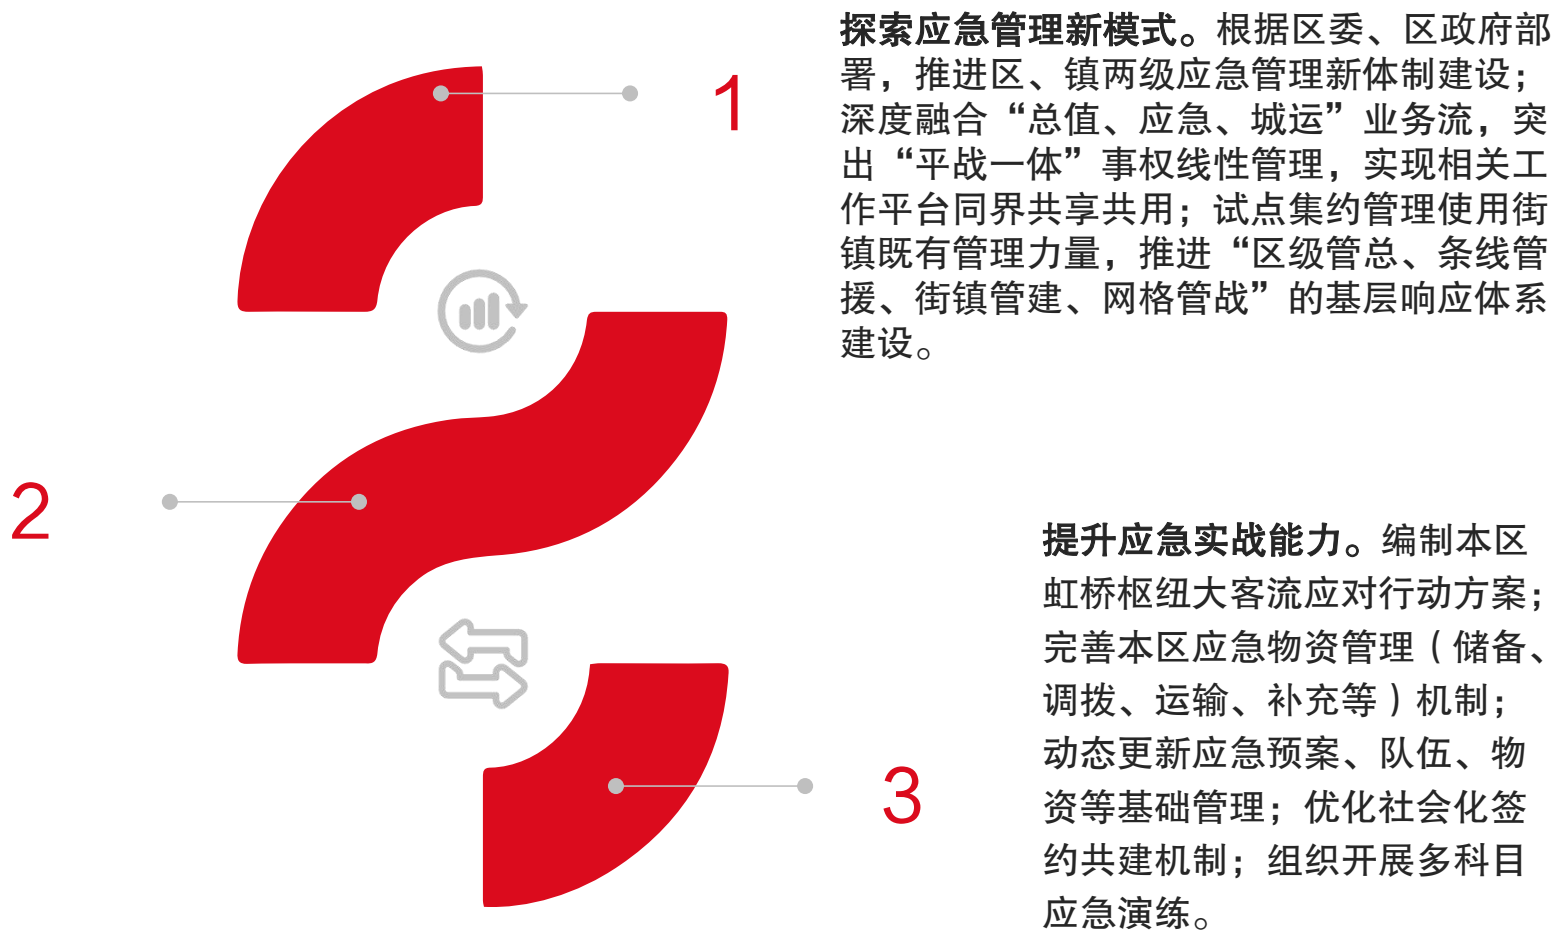 1
探索应急管理新模式。根据区委、区政府部
署，推进区、镇两级应急管理新体制建设；
深度融合“总值、应急、城运”业务流，突
出“平战一体”事权线性管理，实现相关工
作平台同界共享共用；试点集约管理使用街
镇既有管理力量，推进“区级管总、条线管
援、街镇管建、网格管战”的基层响应体系
建设。
2
3
提升应急实战能力。编制本区
虹桥枢纽大客流应对行动方案；
完善本区应急物资管理（储备、
调拨、运输、补充等）机制；
动态更新应急预案、队伍、物
资等基础管理；优化社会化签
约共建机制；组织开展多科目
应急演练。